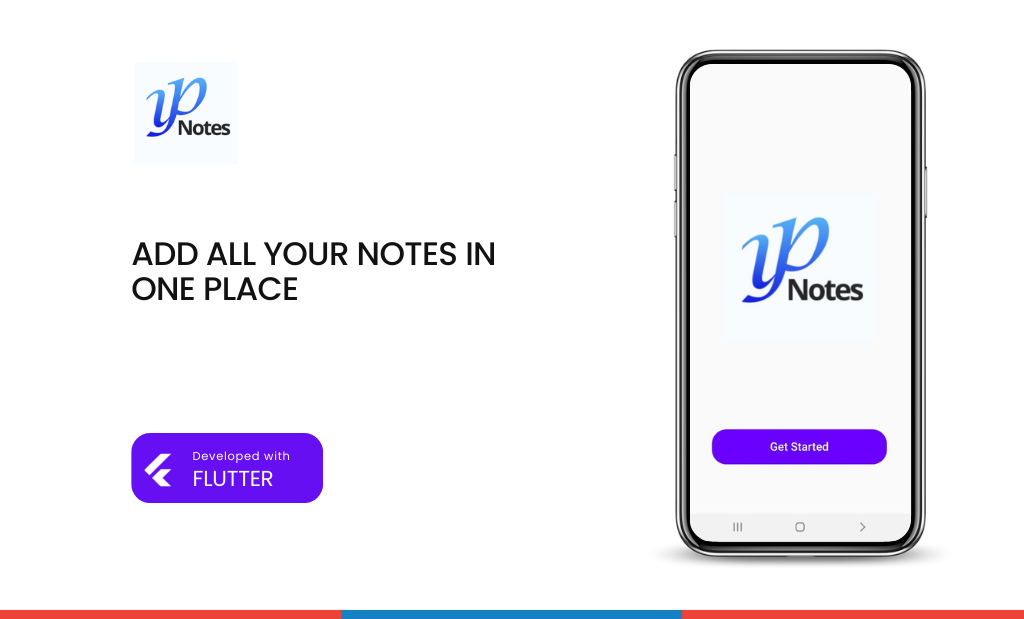 yp
Notes
ADD ALL YOUR NOTES IN
ONE PLACE
Developed with
FLUTTER
yp
Notes
Get Started